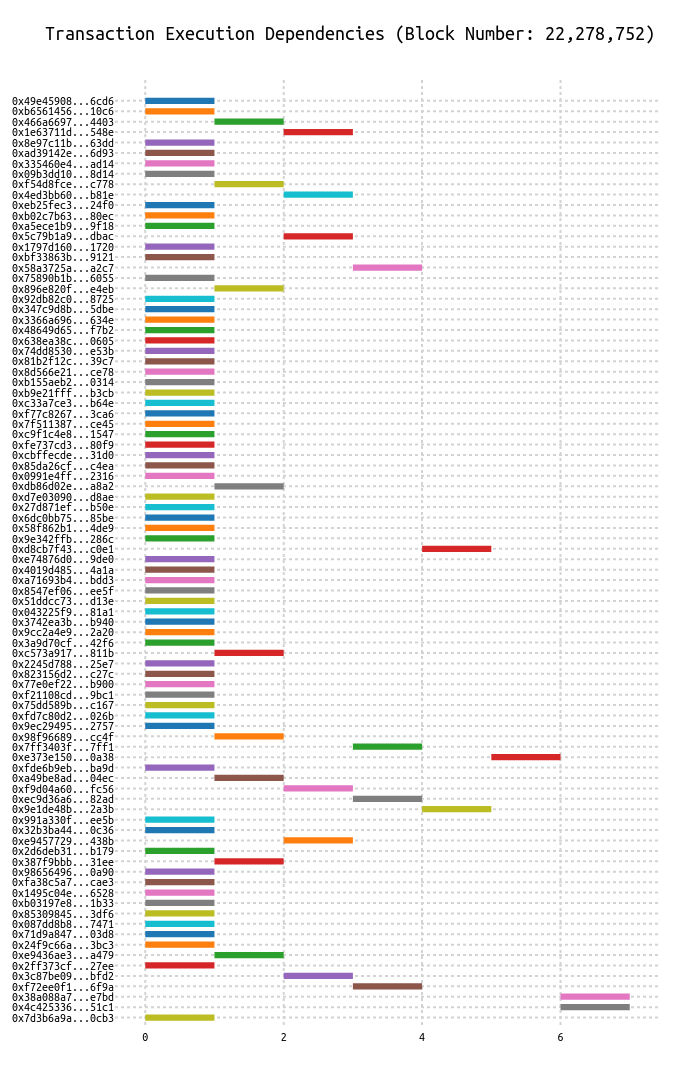 Transaction Execution Dependencies (Block Number: 22,278,752)
0x49e45908...6cd6
0xb6561456...10c6
0x466a6697...4403
0x1e63711d...548e
0x8e97c11b...63dd
0xad39142e...6d93
0x335460e4...ad14
0x09b3dd10...8d14
0xf54d8fce...c778
0x4ed3bb60...b81e
0xeb25fec3...24f0
0xb02c7b63...80ec
0xa5ece1b9...9f18
0x5c79b1a9...dbac
0x1797d160...1720
0xbf33863b...9121
0x58a3725a...a2c7
0x75890b1b...6055
0x896e820f...e4eb
0x92db82c0...8725
0x347c9d8b...5dbe
0x3366a696...634e
0x48649d65...f7b2
0x638ea38c...0605
0x74dd8530...e53b
0x81b2f12c...39c7
0x8d566e21...ce78
0xb155aeb2...0314
0xb9e21fff...b3cb
0xc33a7ce3...b64e
0xf77c8267...3ca6
0x7f511387...ce45
0xc9f1c4e8...1547
0xfe737cd3...80f9
0xcbffecde...31d0
0x85da26cf...c4ea
0x0991e4ff...2316
0xdb86d02e...a8a2
0xd7e03090...d8ae
0x27d871ef...b50e
0x6dc0bb75...85be
0x58f862b1...4de9
0x9e342ffb...286c
0xd8cb7f43...c0e1
0xe74876d0...9de0
0x4019d485...4a1a
0xa71693b4...bdd3
0x8547ef06...ee5f
0x51ddcc73...d13e
0x043225f9...81a1
0x3742ea3b...b940
0x9cc2a4e9...2a20
0x3a9d70cf...42f6
0xc573a917...811b
0x2245d788...25e7
0x823156d2...c27c
0x77e0ef22...b900
0xf21108cd...9bc1
0x75dd589b...c167
0xfd7c80d2...026b
0x9ec29495...2757
0x98f96689...cc4f
0x7ff3403f...7ff1
0xe373e150...0a38
0xfde6b9eb...ba9d
0xa49be8ad...04ec
0xf9d04a60...fc56
0xec9d36a6...82ad
0x9e1de48b...2a3b
0x991a330f...ee5b
0x32b3ba44...0c36
0xe9457729...438b
0x2d6deb31...b179
0x387f9bbb...31ee
0x98656496...0a90
0xfa38c5a7...cae3
0x1495c04e...6528
0xb03197e8...1b33
0x85309845...3df6
0x087dd8b8...7471
0x71d9a847...03d8
0x24f9c66a...3bc3
0xe9436ae3...a479
0x2ff373cf...27ee
0x3c87be09...bfd2
0xf72ee0f1...6f9a
0x38a088a7...e7bd
0x4c425336...51c1
0x7d3b6a9a...0cb3
0 2 4 6